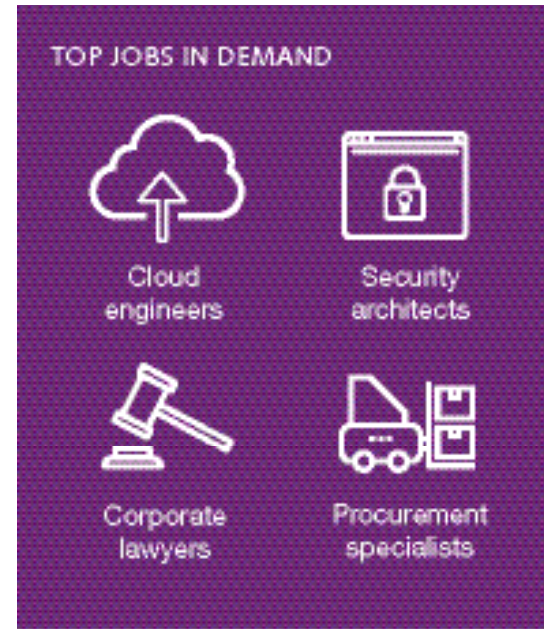 TOP JOBS IN DEMAND
Cloud
engineers
Security
architects
Corporate
lawyers
Procurement
specialists